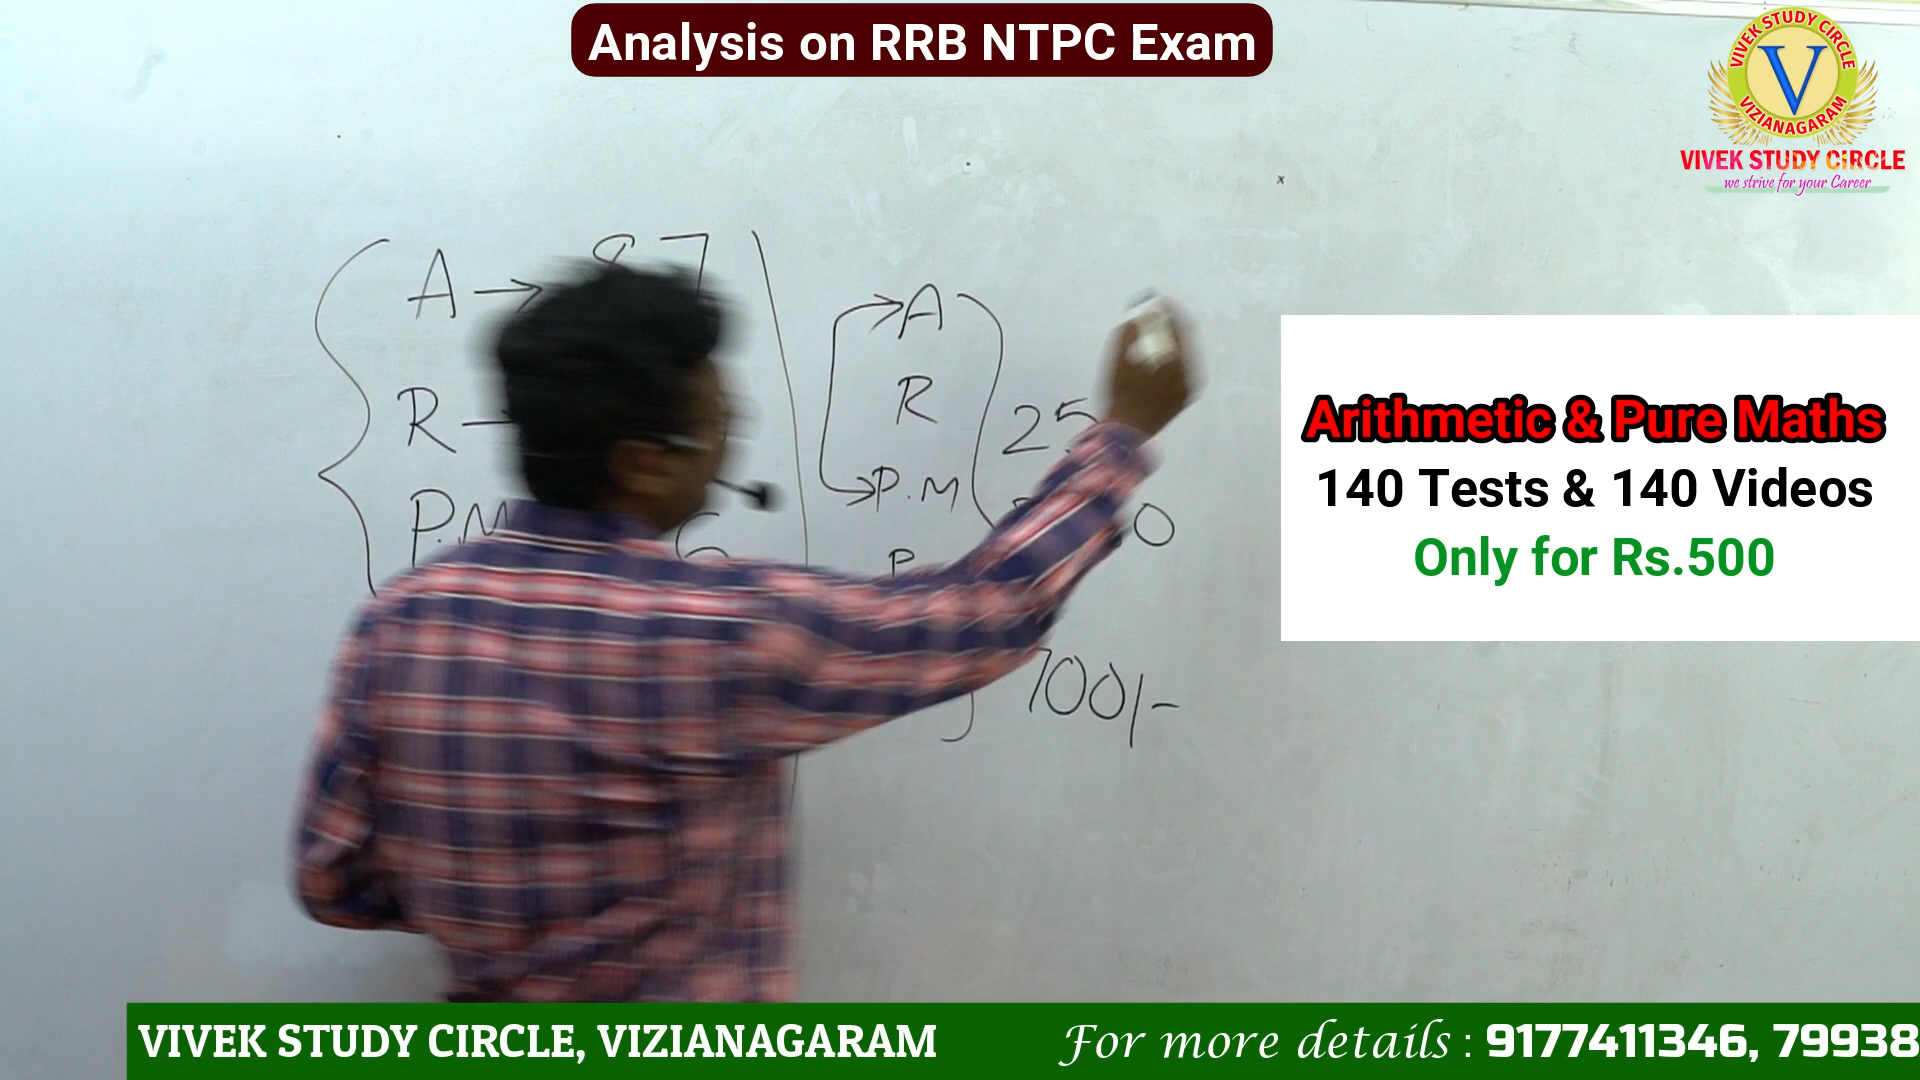 Analysis on RRB NTPC Exam
VIVEK STUDY CIRCLE
VIZIANAGARAM
V
VIVEK STUDY CIRCLE
we strive for your Career
A →
R –
P.M
A
R
P.M
P
25
0
700/-
Arithmetic & Pure Maths
140 Tests & 140 Videos
Only for Rs.500
VIVEK STUDY CIRCLE, VIZIANAGARAM
For more details : 9177411346, 79938